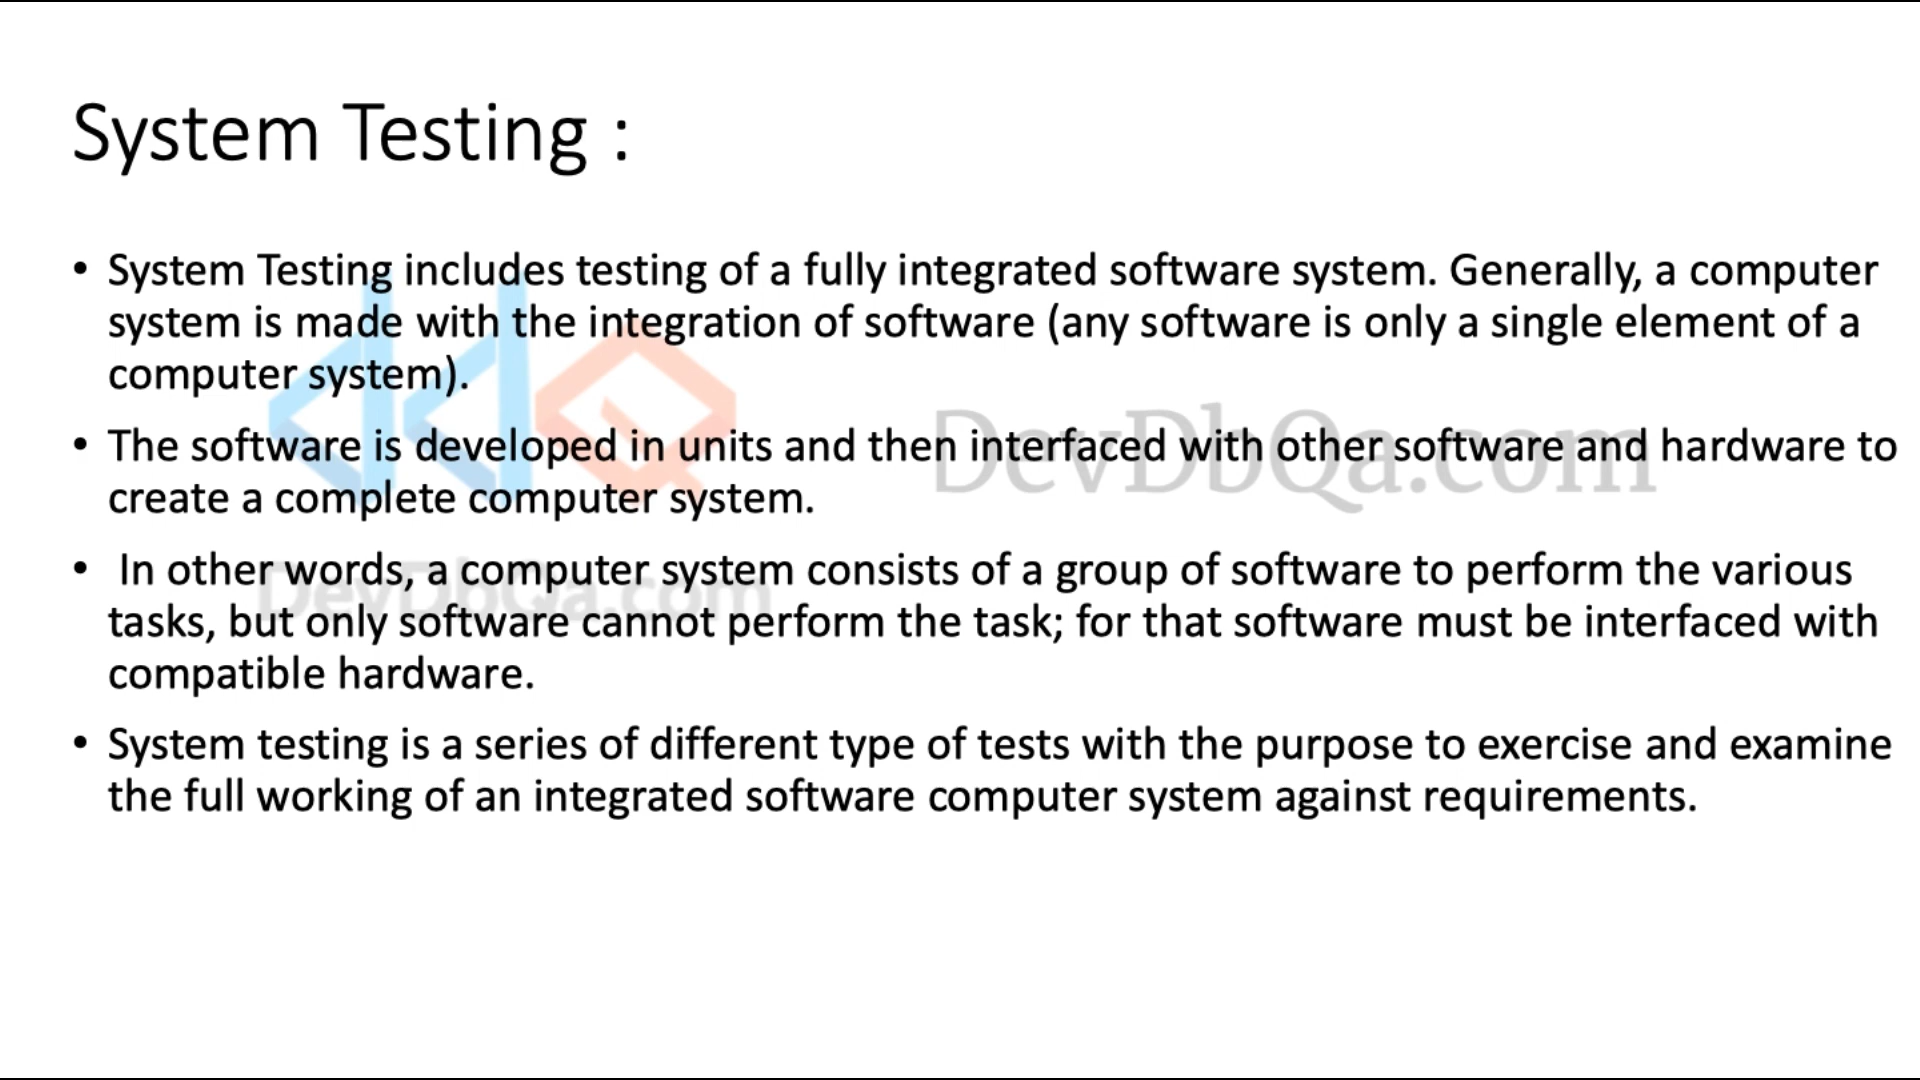 System Testing :
• System Testing includes testing of a fully integrated software system. Generally, a computer
system is made with the integration of software (any software is only a single element of a
computer system).
• The software is developed in units and then interfaced with other software and hardware to
create a complete computer system.
• In other words, a computer system consists of a group of software to perform the various
tasks, but only software cannot perform the task; for that software must be interfaced with
compatible hardware.
• System testing is a series of different type of tests with the purpose to exercise and examine
the full working of an integrated software computer system against requirements.
DevDbQa.com
DevDbQa.com